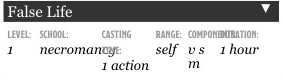 False Life ▼
LEVEL: SCHOOL: CASTING TIME: RANGE: COMPONENTS: DURATION:
1 necromancy 1 action self v s m 1 hour